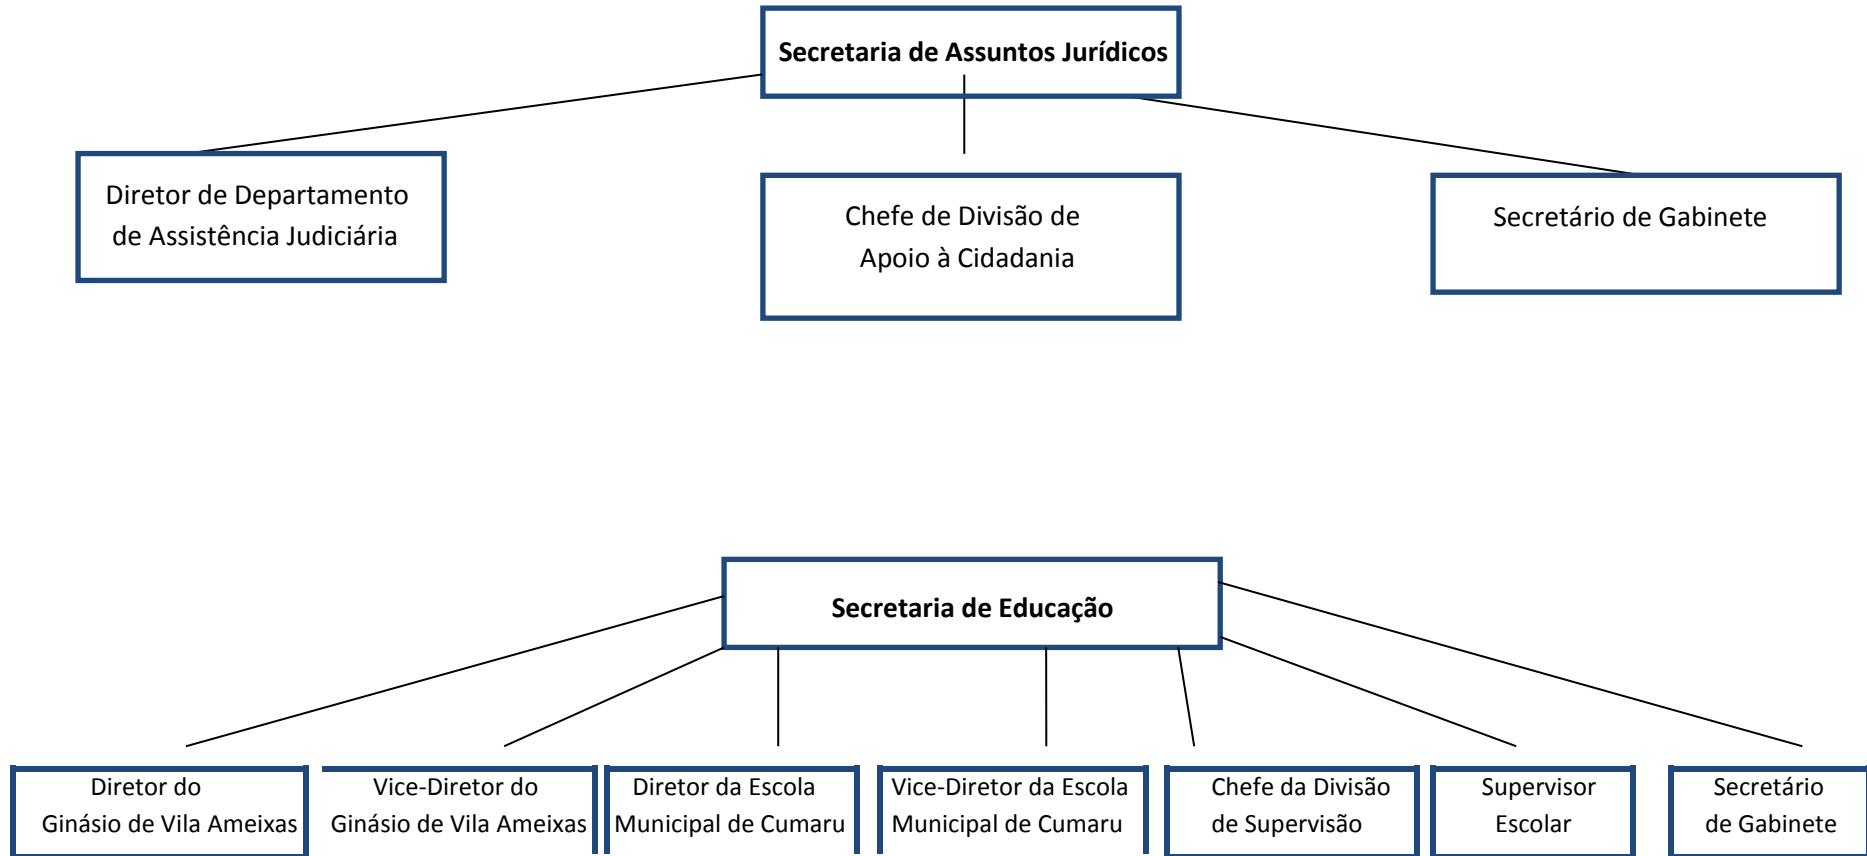 Secretaria de Assuntos Jurídicos
Diretor de Departamento
de Assistência Judiciária
Chefe de Divisão de
Apoio à Cidadania
Secretário de Gabinete
Secretaria de Educação
Diretor do
Ginásio de Vila Ameixas
Vice-Diretor do
Ginásio de Vila Ameixas
Diretor da Escola
Municipal de Cumaru
Vice-Diretor da Escola
Municipal de Cumaru
Chefe da Divisão
de Supervisão
Supervisor
Escolar
Secretário
de Gabinete